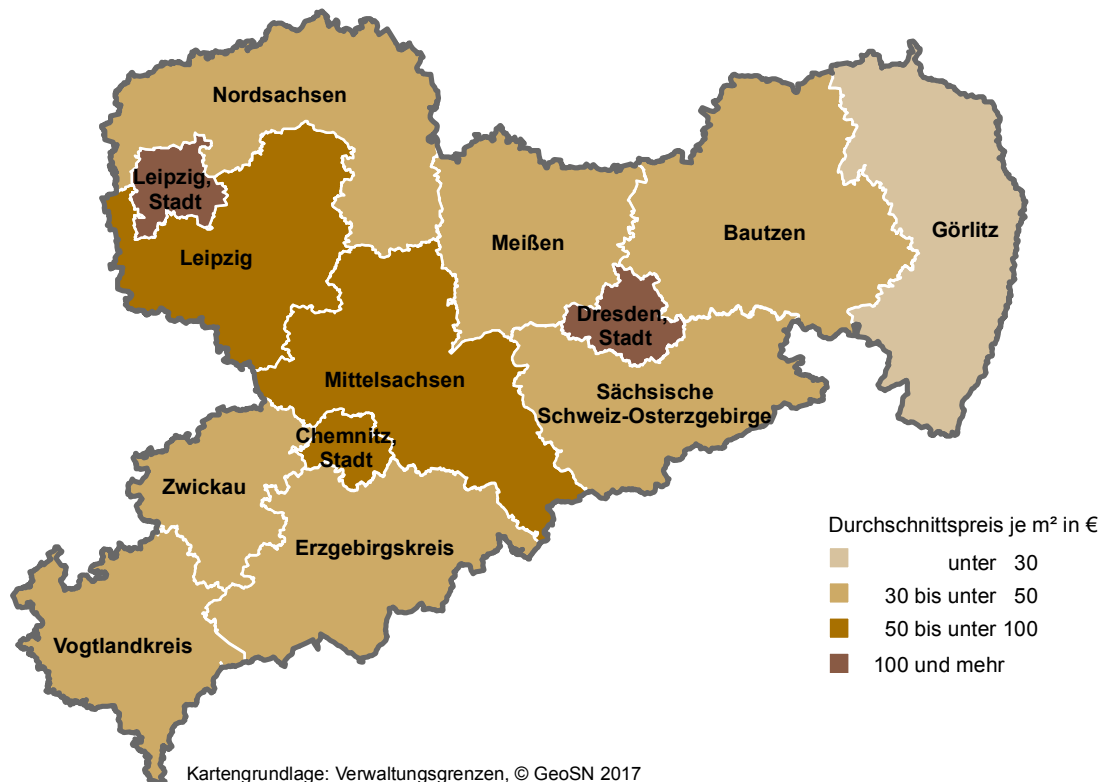 Nordsachsen
Leipzig,
Stadt
Leipzig
Meißen
Bautzen
Görlitz
Dresden,
Stadt
Mittelsachsen
Sächsische
Schweiz-Osterzgebirge
Chemnitz,
Stadt
Zwickau
Erzgebirgskreis
Vogtlandkreis
Durchschnittspreis je m² in €
unter 30
30 bis unter 50
50 bis unter 100
100 und mehr
Kartengrundlage: Verwaltungsgrenzen, © GeoSN 2017